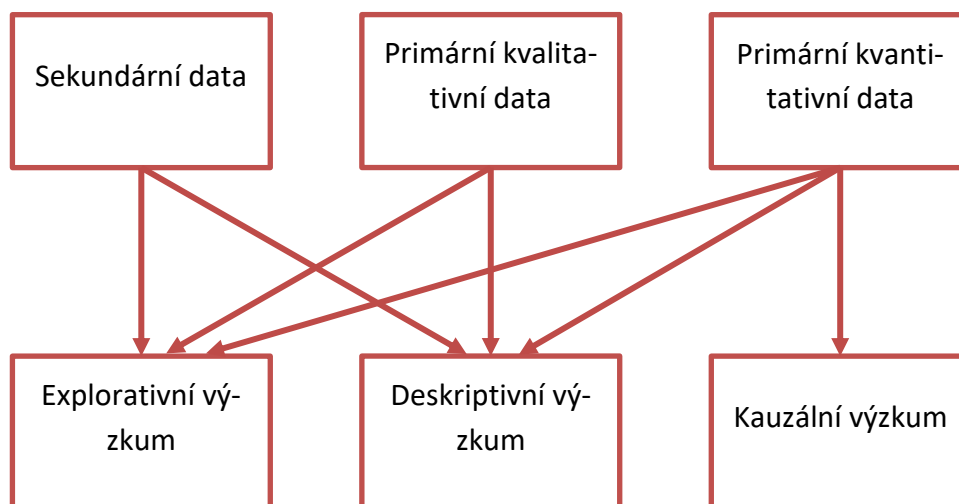 Sekundární data
Primární kvalita-
tivní data
Primární kvanti-
tativní data
Explorativní vý-
zkum
Deskriptivní vý-
zkum
Kauzální výzkum